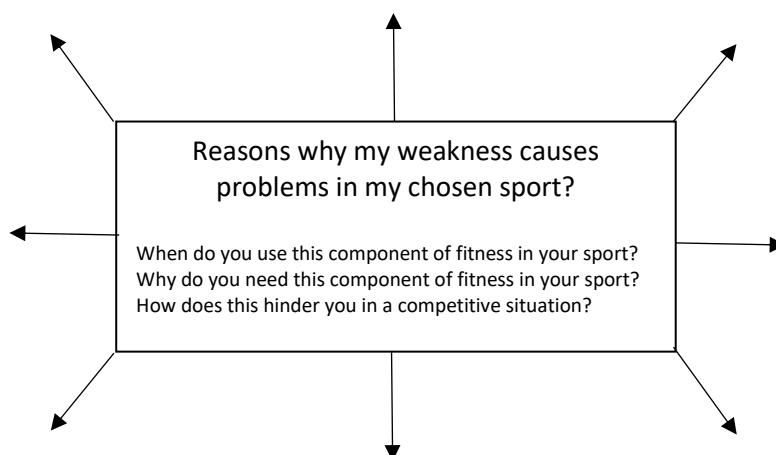 Reasons why my weakness causes
problems in my chosen sport?
When do you use this component of fitness in your sport?
Why do you need this component of fitness in your sport?
How does this hinder you in a competitive situation?